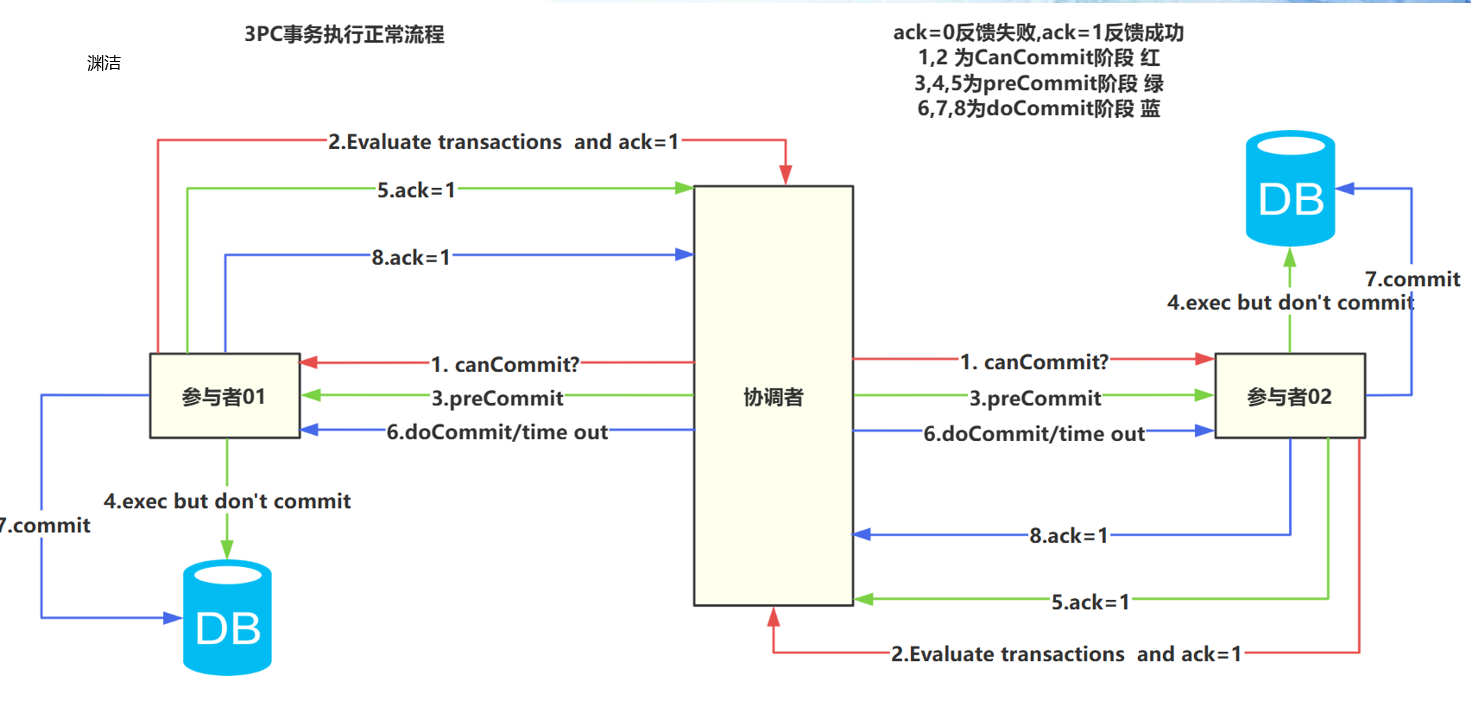 3PC事务执行正常流程
ack=0反馈失败,ack=1反馈成功
1,2 为CanCommit阶段 红
3,4,5为preCommit阶段 绿
6,7,8为doCommit阶段 蓝
渊洁
2.Evaluate transactions  and ack=1
5.ack=1
8.ack=1
DB
7.commit
4.exec but don't commit
1. canCommit?
3.preCommit
6.doCommit/time out
参与者01
协调者
1. canCommit?
3.preCommit
6.doCommit/time out
参与者02
4.exec but don't commit
7.commit
DB
8.ack=1
5.ack=1
2.Evaluate transactions  and ack=1